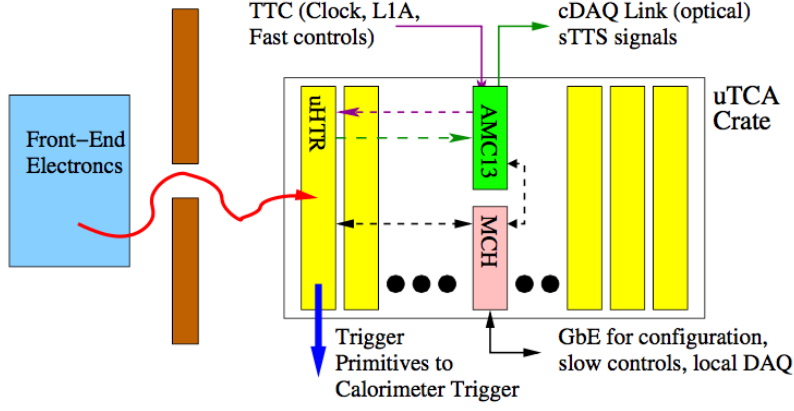 TTC (Clock, L1A,
Fast controls)
cDAQ Link (optical)
sTTS signals
uTCA
Crate
Front-End
Electroncs
uHTR
AMC13
MCH
Trigger
Primitives to
Calorimeter Trigger
GbE for configuration,
slow controls, local DAQ